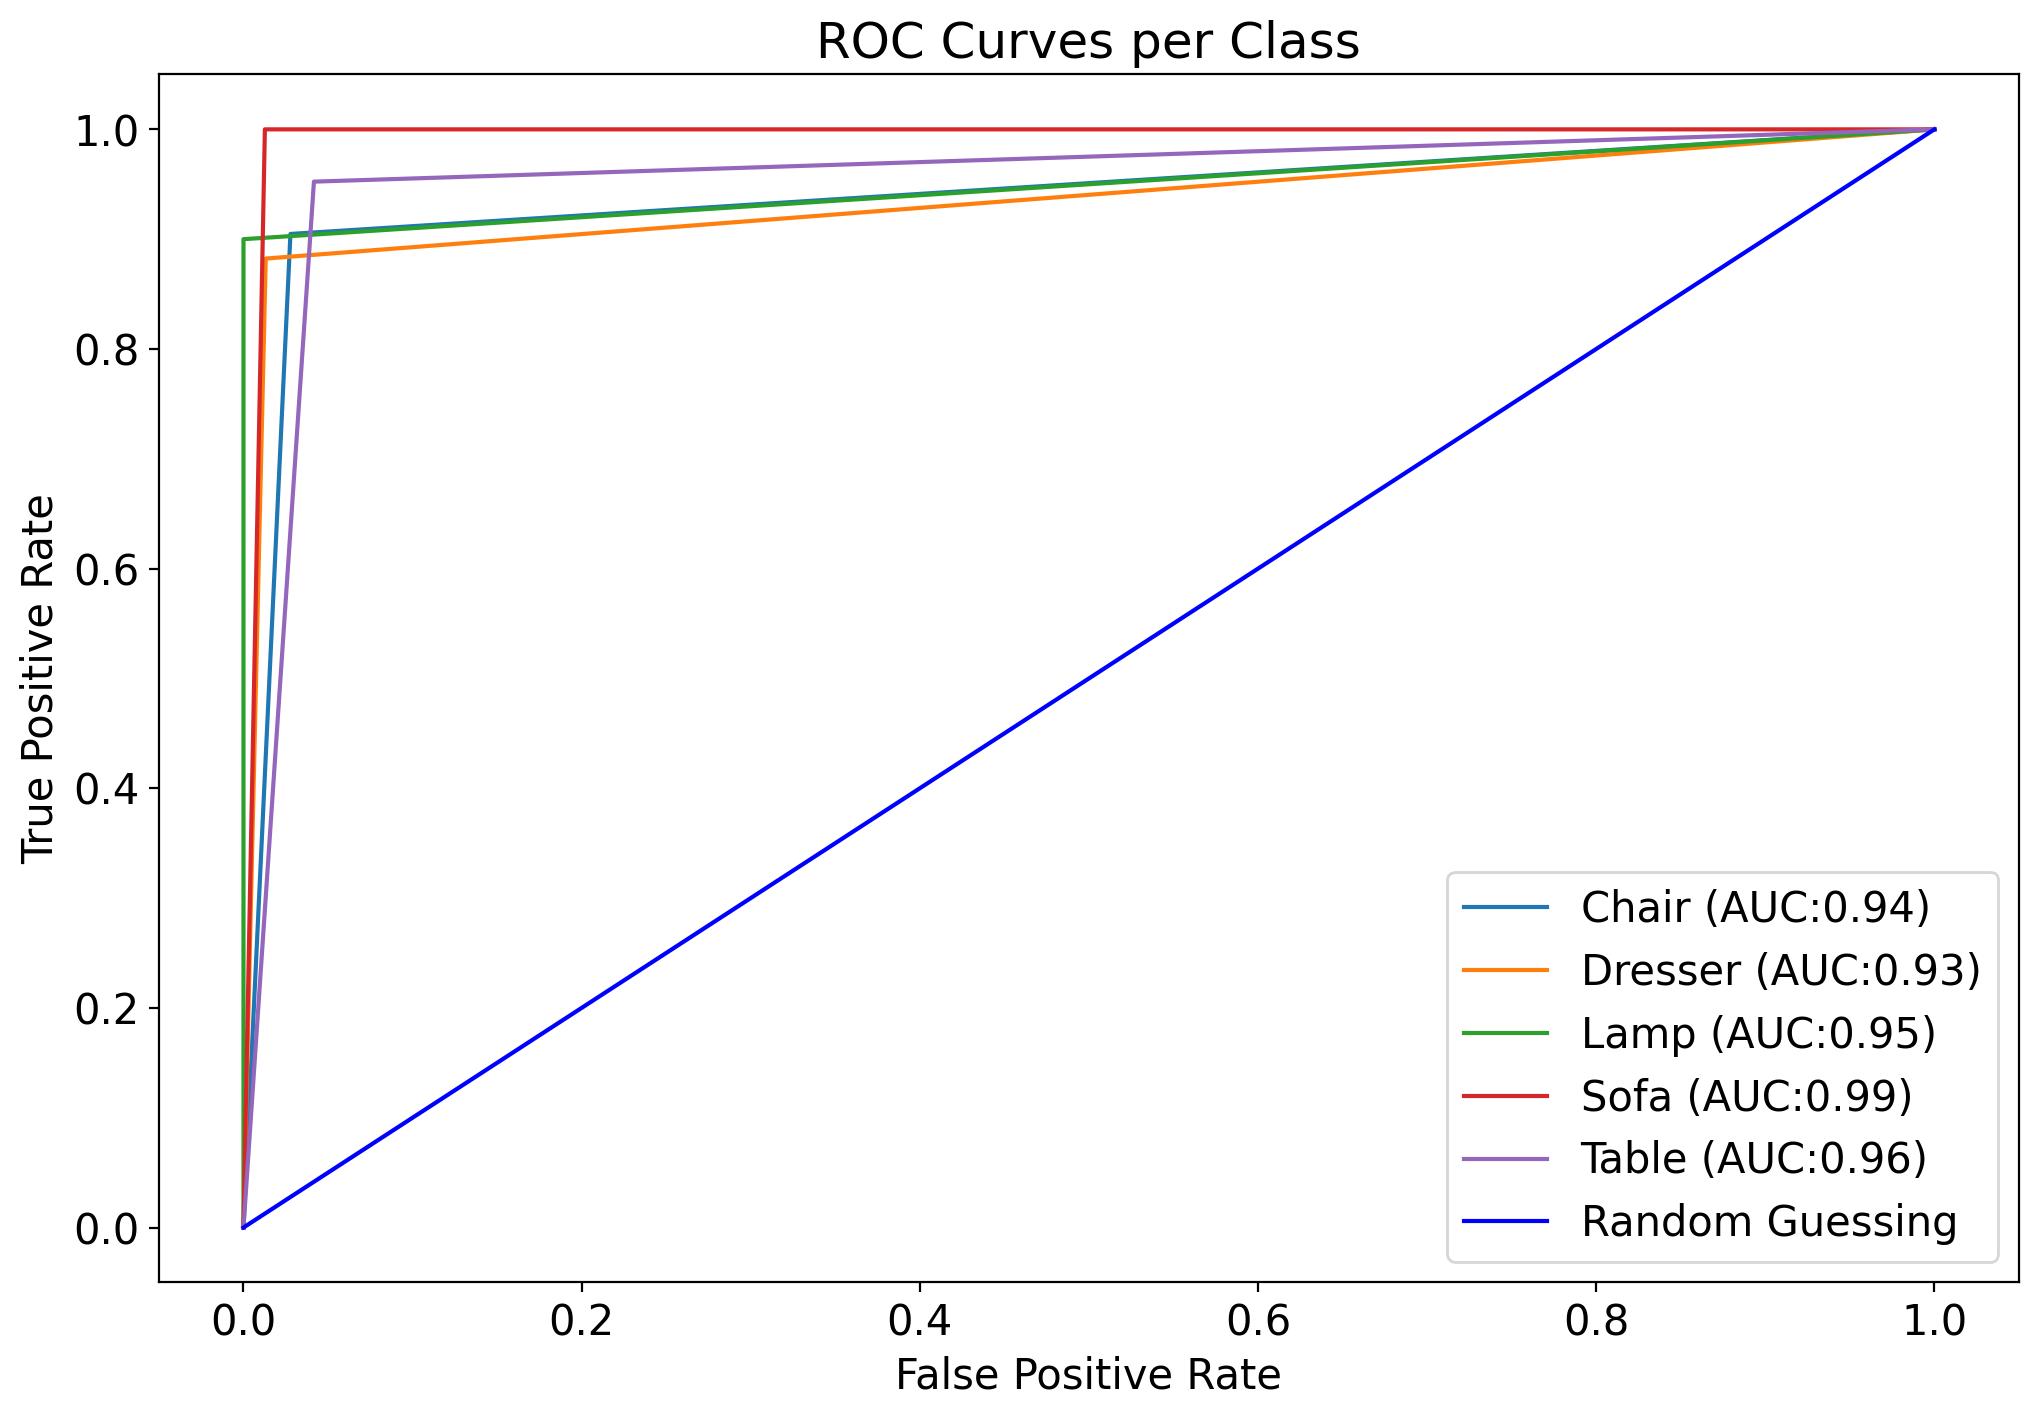 ROC Curves per Class
1.0
0.8
0.6
0.4
0.2
0.0
True Positive Rate
Chair (AUC:0.94)
Dresser (AUC:0.93)
Lamp (AUC:0.95)
Sofa (AUC:0.99)
Table (AUC:0.96)
Random Guessing
0.0 0.2 0.4 0.6 0.8 1.0
False Positive Rate